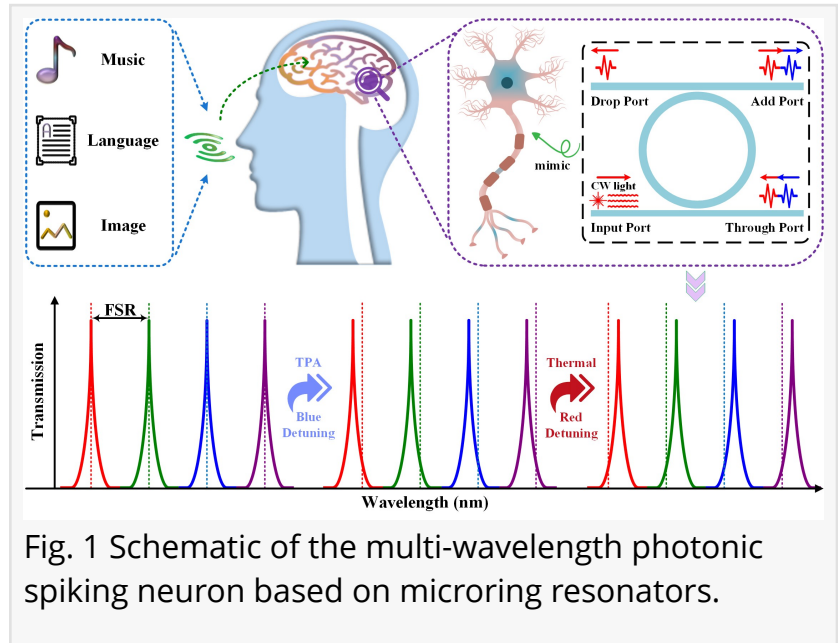 Music
Language
Image
A
mimic
Drop Port
Add Port
CW light
Input Port
Through Port
Transmission
FSR
TPA
Blue
Detuning
Thermal
Red
Detuning
Wavelength (nm)
Fig. 1 Schematic of the multi-wavelength photonic
spiking neuron based on microring resonators.